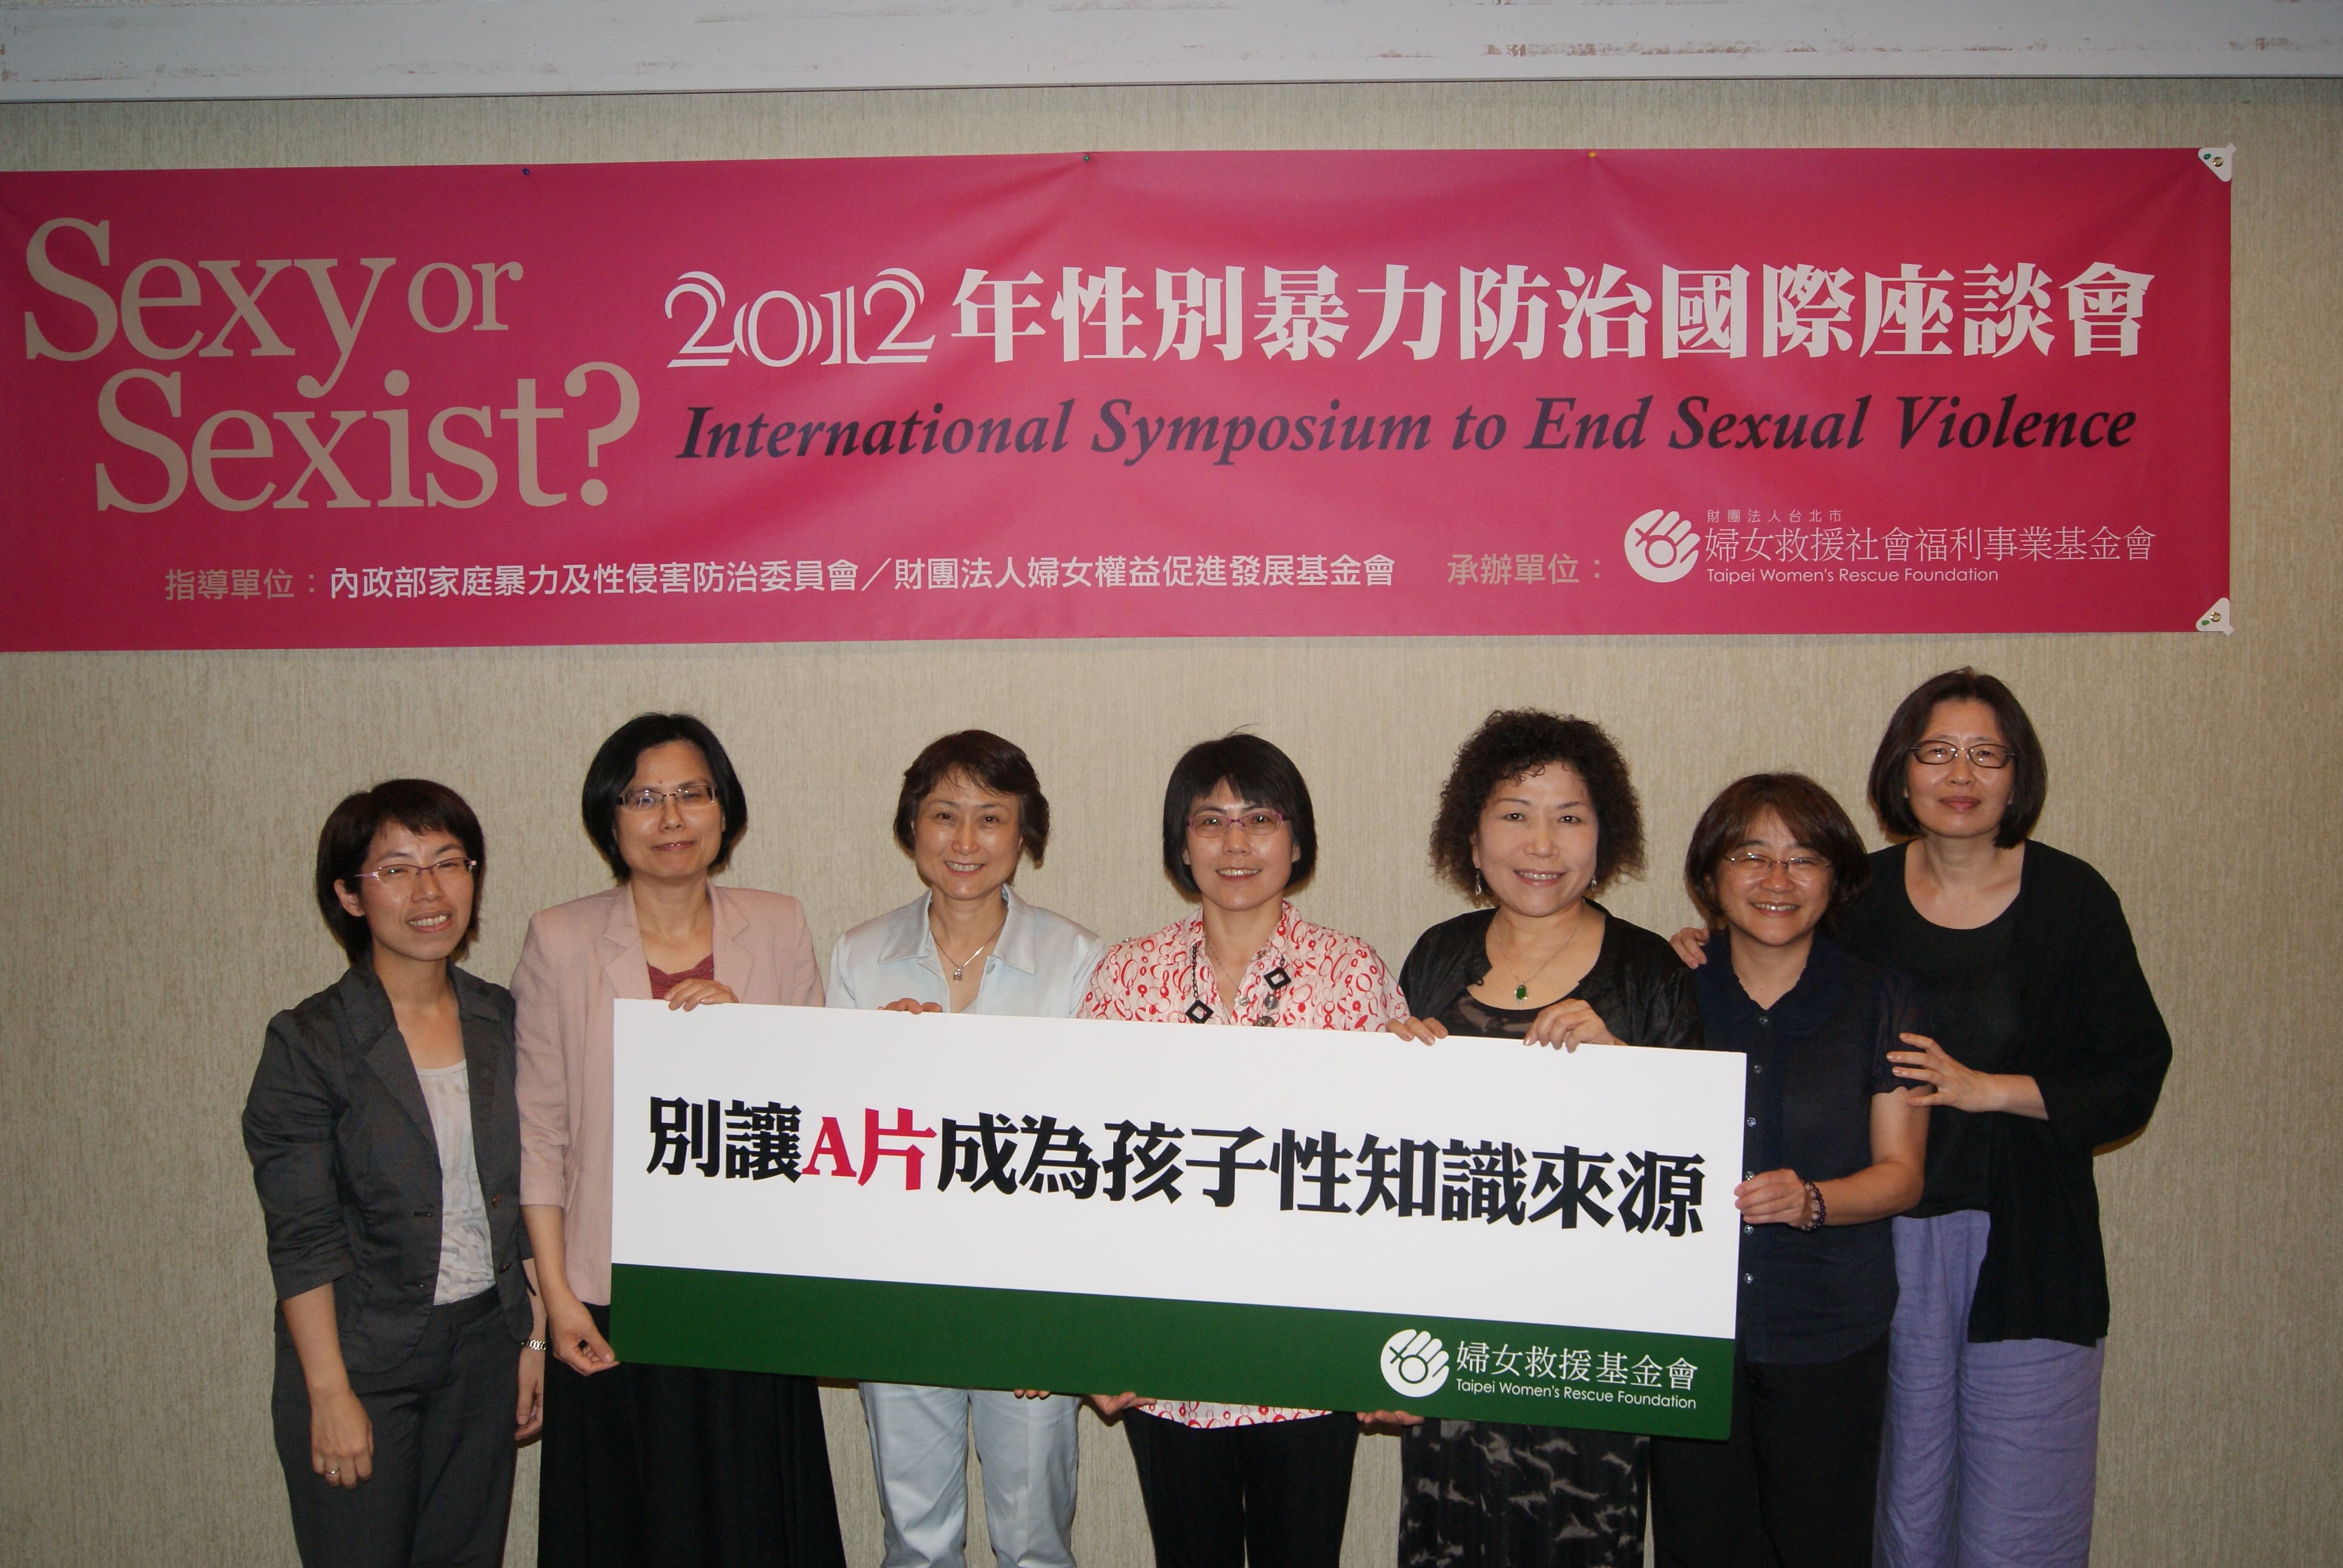 Sexy or
Sexist?
2012年性別暴力防治國際座談會
International Symposium to End Sexual Violence
指導單位：內政部家庭暴力及性侵害防治委員會／財團法人婦女權益促進發展基金會
承辦單位：
財團法人台北市
婦女救援社會福利事業基金會
Taipei Women's Rescue Foundation
別讓A片成為孩子性知識來源
婦女救援基金會
Taipei Women's Rescue Foundation